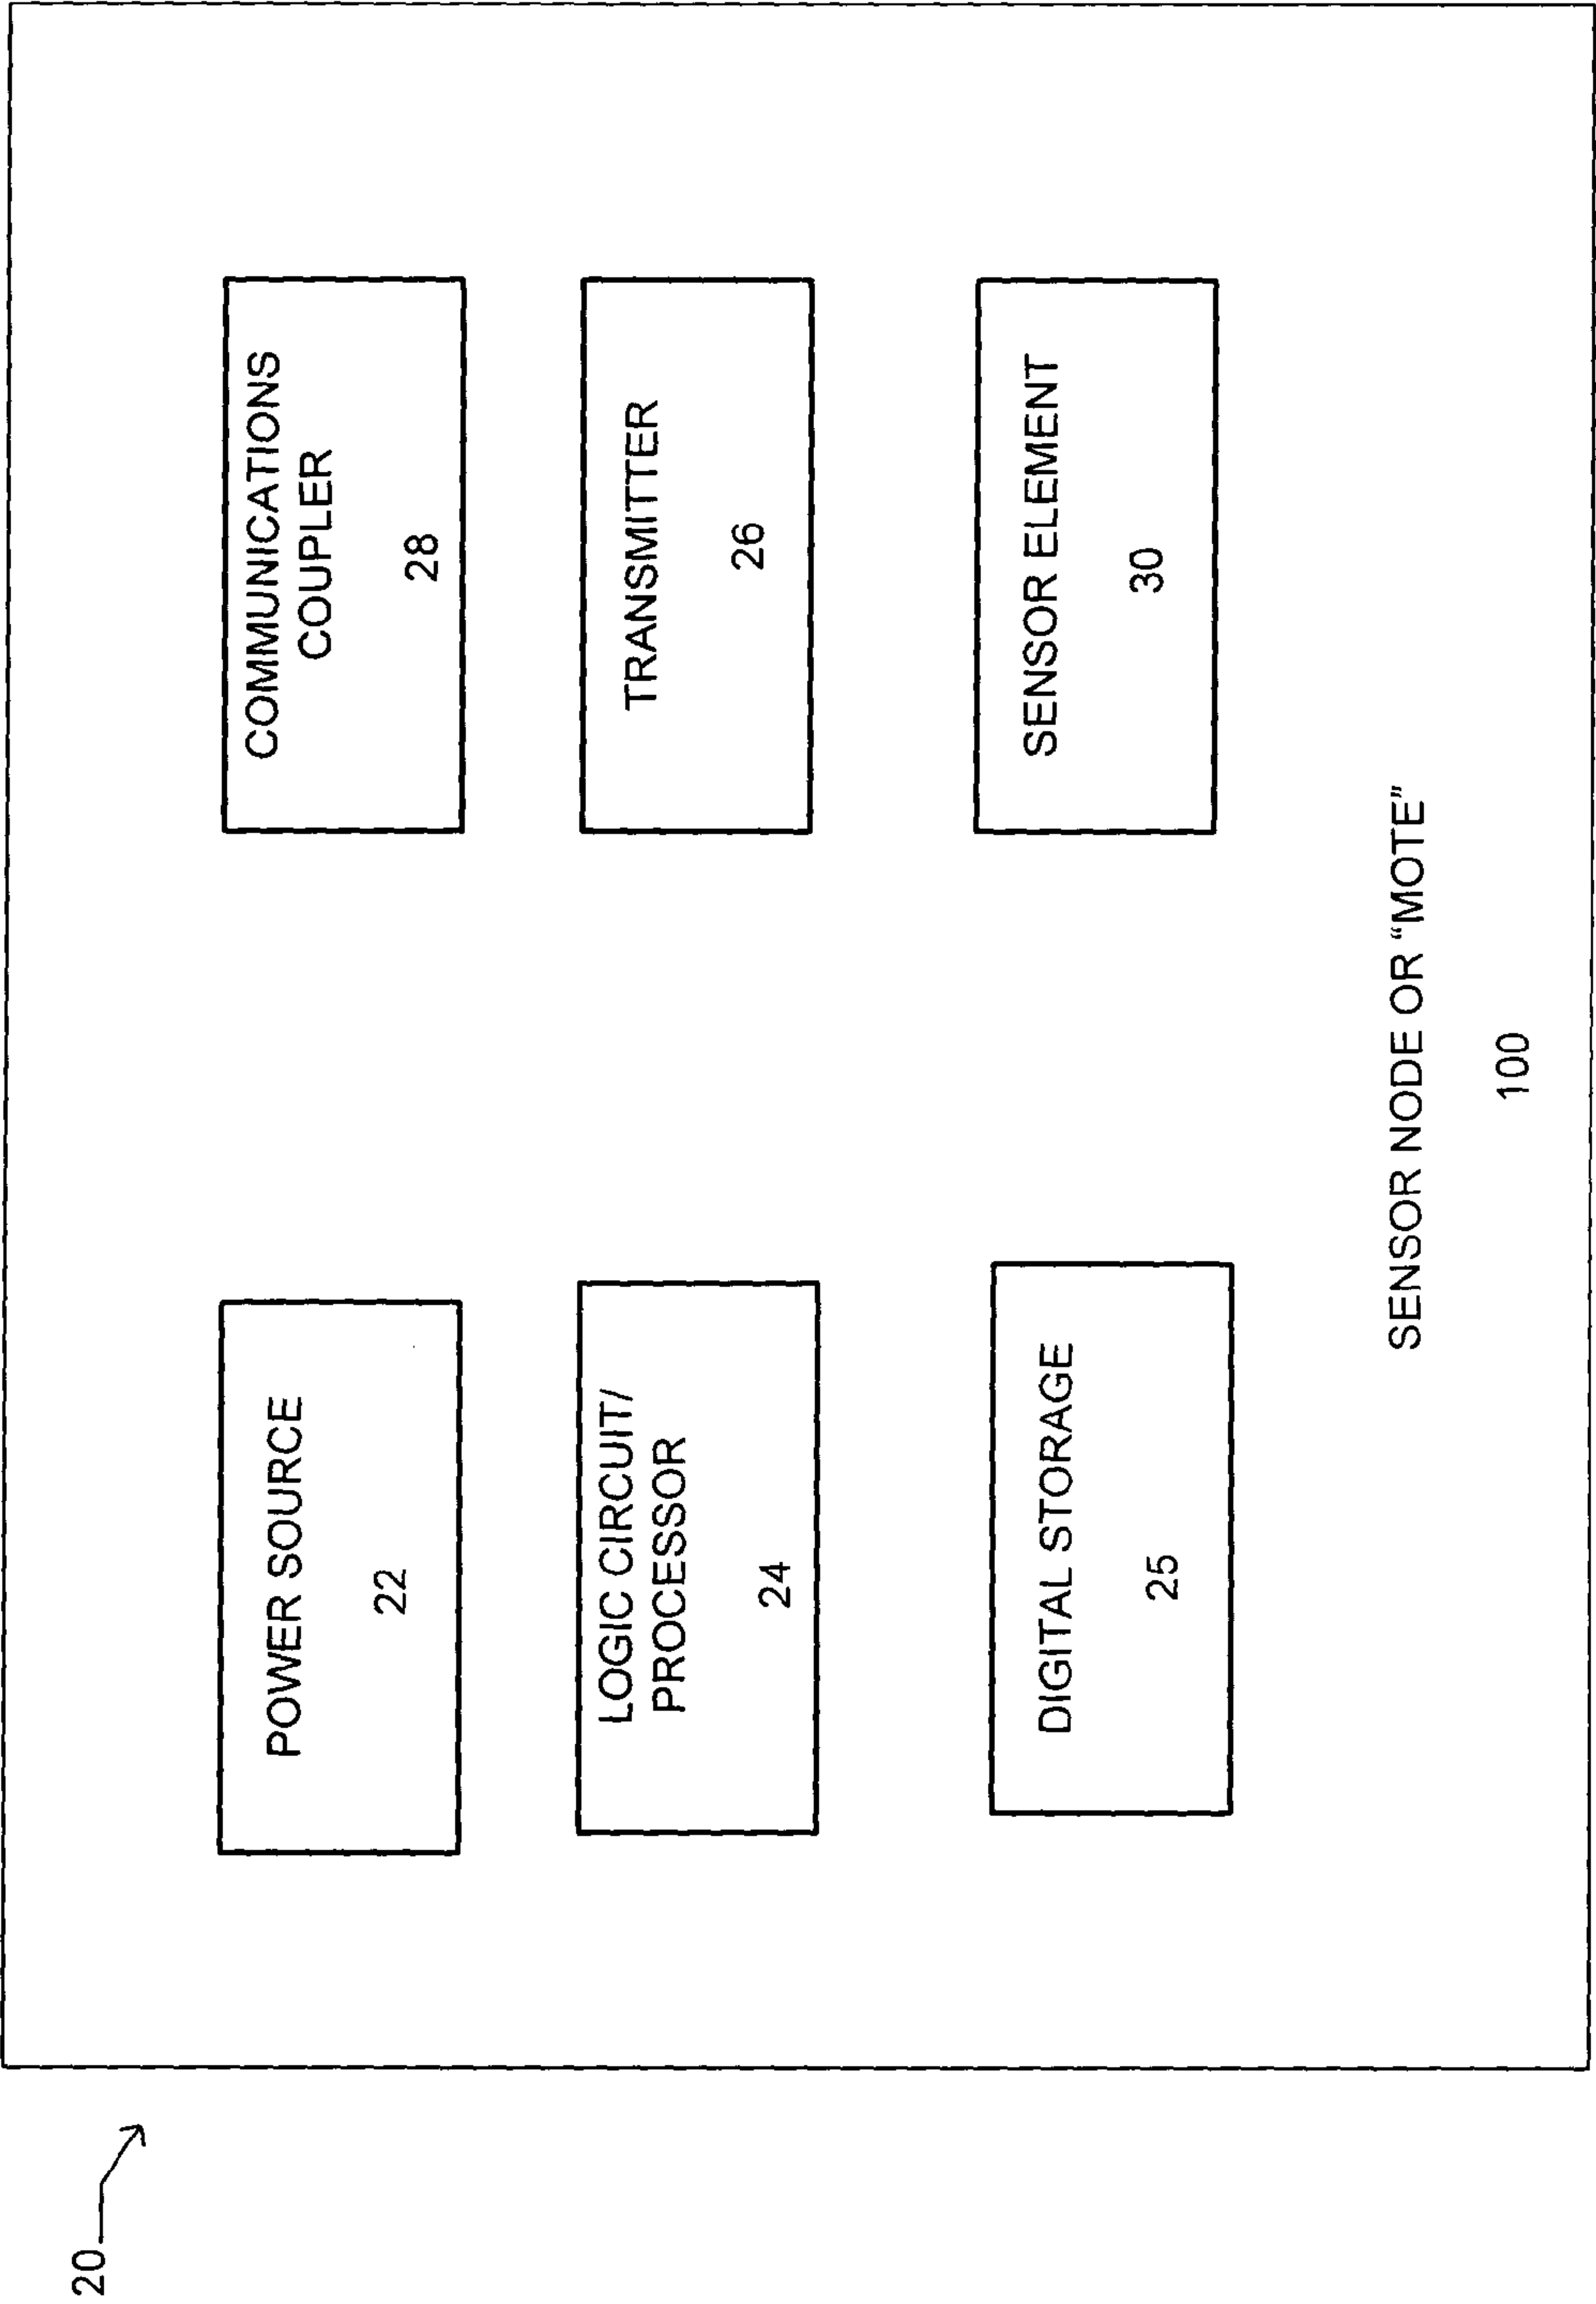 20
POWER SOURCE
22
COMMUNICATIONS
COUPLER
28
LOGIC CIRCUIT/
PROCESSOR
24
TRANSMITTER
26
DIGITAL STORAGE
25
SENSOR ELEMENT
30
SENSOR NODE OR “MOTE”
100